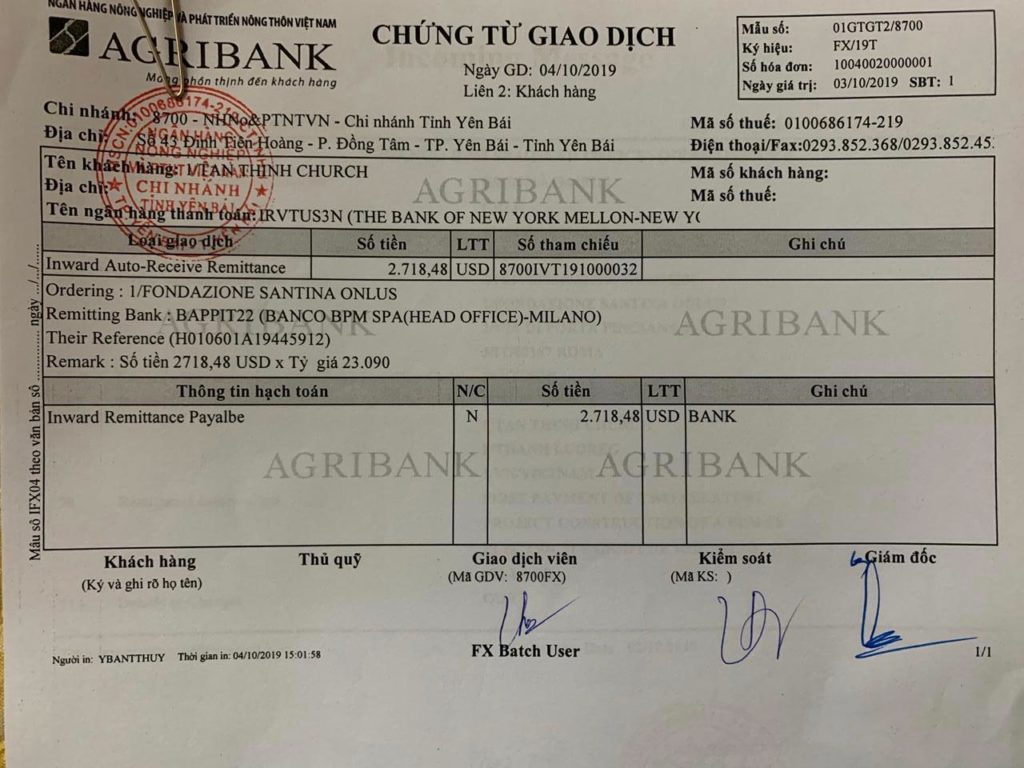 NGÂN HÀNG NÔNG NGHIỆP VÀ PHÁT TRIỂN NÔNG THÔN VIỆT NAM
AGRIBANK
Mang phồn thịnh đến khách hàng
CHỨNG TỪ GIAO DỊCH
Ngày GD: 04/10/2019
Liên 2: Khách hàng
Mẫu số: 01GTGT2/8700
Ký hiệu: FX/19T
Số hóa đơn: 10040020000001
Ngày giá trị: 03/10/2019 SBT: 1
Chi nhánh: 8700 - NHNo&PTNTVN - Chi nhánh Tỉnh Yên Bái
Mã số thuế: 0100686174-219
Địa chỉ: Số 43 Đinh Tiên Hoàng - P. Đồng Tâm - TP. Yên Bái - Tỉnh Yên Bái
Điện thoại/Fax:0293.852.368/0293.852.45
NGÂN HÀNG
NÔNG NGHIỆP
CHI NHÁNH
TỈNH YÊN BÁI
Tên khách hàng: VEAN THINH CHURCH
Mã số khách hàng:
Địa chỉ:
Mã số thuế:
AGRIBANK
Tên ngân hàng thanh toán: IRVTUS3N (THE BANK OF NEW YORK MELLON-NEW YO
Loại giao dịch Số tiền LTT Số tham chiếu Ghi chú
Inward Auto-Receive Remittance 2.718,48 USD 8700IVT191000032
Ordering : 1/FONDAZIONE SANTINA ONLUS
Remitting Bank : BAPPIT22 (BANCO BPM SPA(HEAD OFFICE)-MILANO)
AGRIBANK AGRIBANK
Their Reference (H010601A19445912)
Remark : Số tiền 2718,48 USD x Tỷ giá 23.090
Thông tin hạch toán N/C Số tiền LTT Ghi chú
Inward Remittance Payalbe N 2.718,48 USD BANK
AGRIBANK AGRIBANK
Mẫu số IFX04 theo văn bản số ............ ngày .../.../......
Khách hàng Thủ quỹ Giao dịch viên Kiểm soát Giám đốc
(Ký và ghi rõ họ tên) (Mã GDV: 8700FX) (Mã KS: )
FX Batch User
Người in: YBANTTHUY Thời gian in: 04/10/2019 15:01:58
1/1